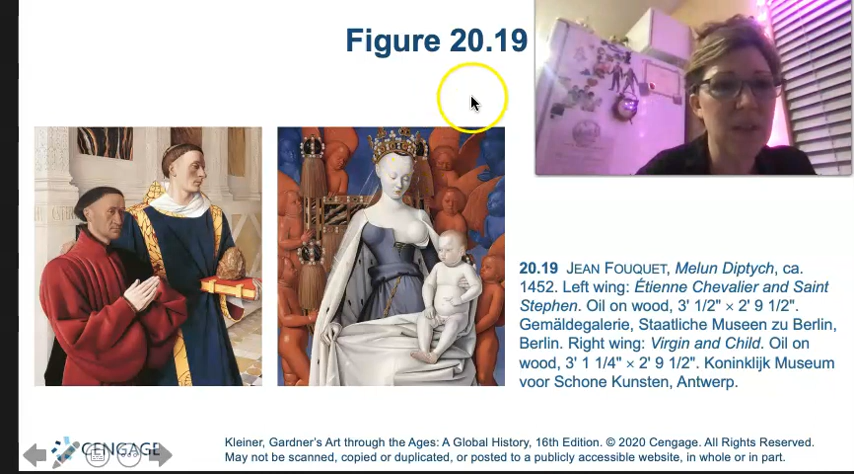 Figure 20.19
20.19 JEAN FOUQUET, Melun Diptych, ca.
1452. Left wing: Étienne Chevalier and Saint
Stephen. Oil on wood, 3' 1/2" × 2' 9 1/2".
Gemäldegalerie, Staatliche Museen zu Berlin,
Berlin. Right wing: Virgin and Child. Oil on
wood, 3' 1 1/4" × 2' 9 1/2". Koninklijk Museum
voor Schone Kunsten, Antwerp.
CENGAGE
Kleiner, Gardner's Art through the Ages: A Global History, 16th Edition. © 2020 Cengage. All Rights Reserved.
May not be scanned, copied or duplicated, or posted to a publicly accessible website, in whole or in part.